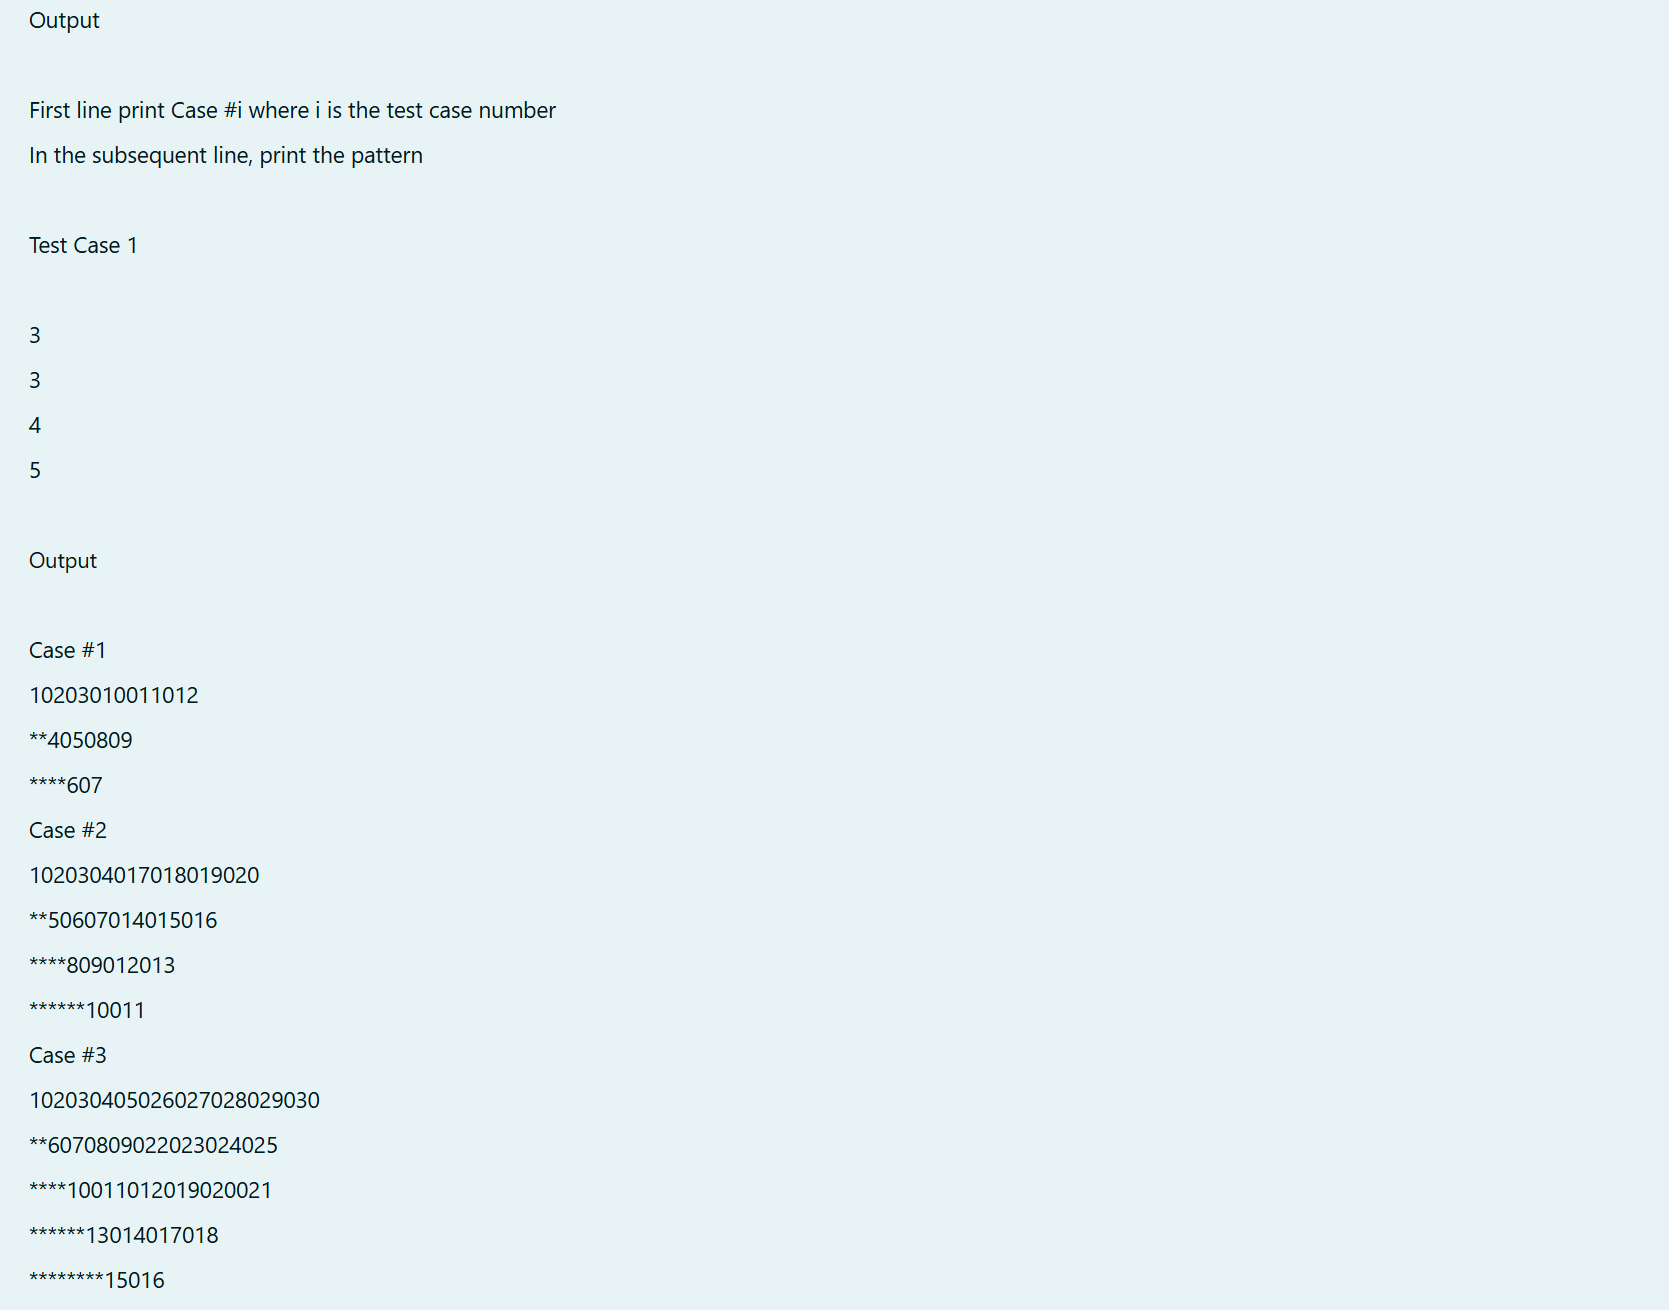 Output
First line print Case #i where i is the test case number
In the subsequent line, print the pattern
Test Case 1
3
3
4
5
Output
Case #1
10203010011012
**4050809
****607
Case #2
1020304017018019020
**50607014015016
****809012013
******10011
Case #3
102030405026027028029030
**6070809022023024025
****10011012019020021
******13014017018
********15016